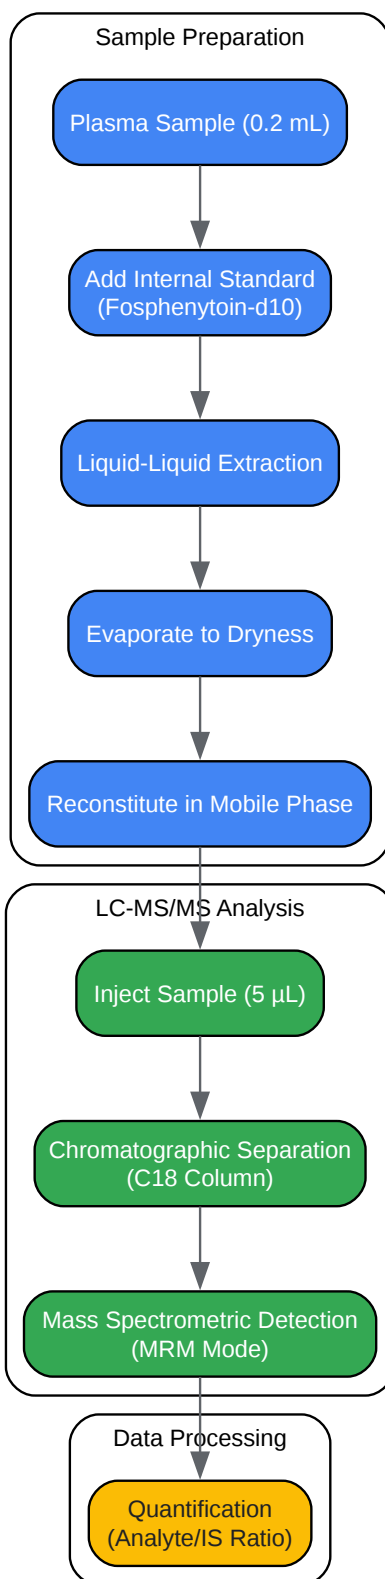 Sample Preparation
Plasma Sample (0.2 mL)
Add Internal Standard
(Fosphenytoin-d10)
Liquid-Liquid Extraction
Evaporate to Dryness
Reconstitute in Mobile Phase
LC-MS/MS Analysis
Inject Sample (5 µL)
Chromatographic Separation
(C18 Column)
Mass Spectrometric Detection
(MRM Mode)
Data Processing
Quantification
(Analyte/IS Ratio)